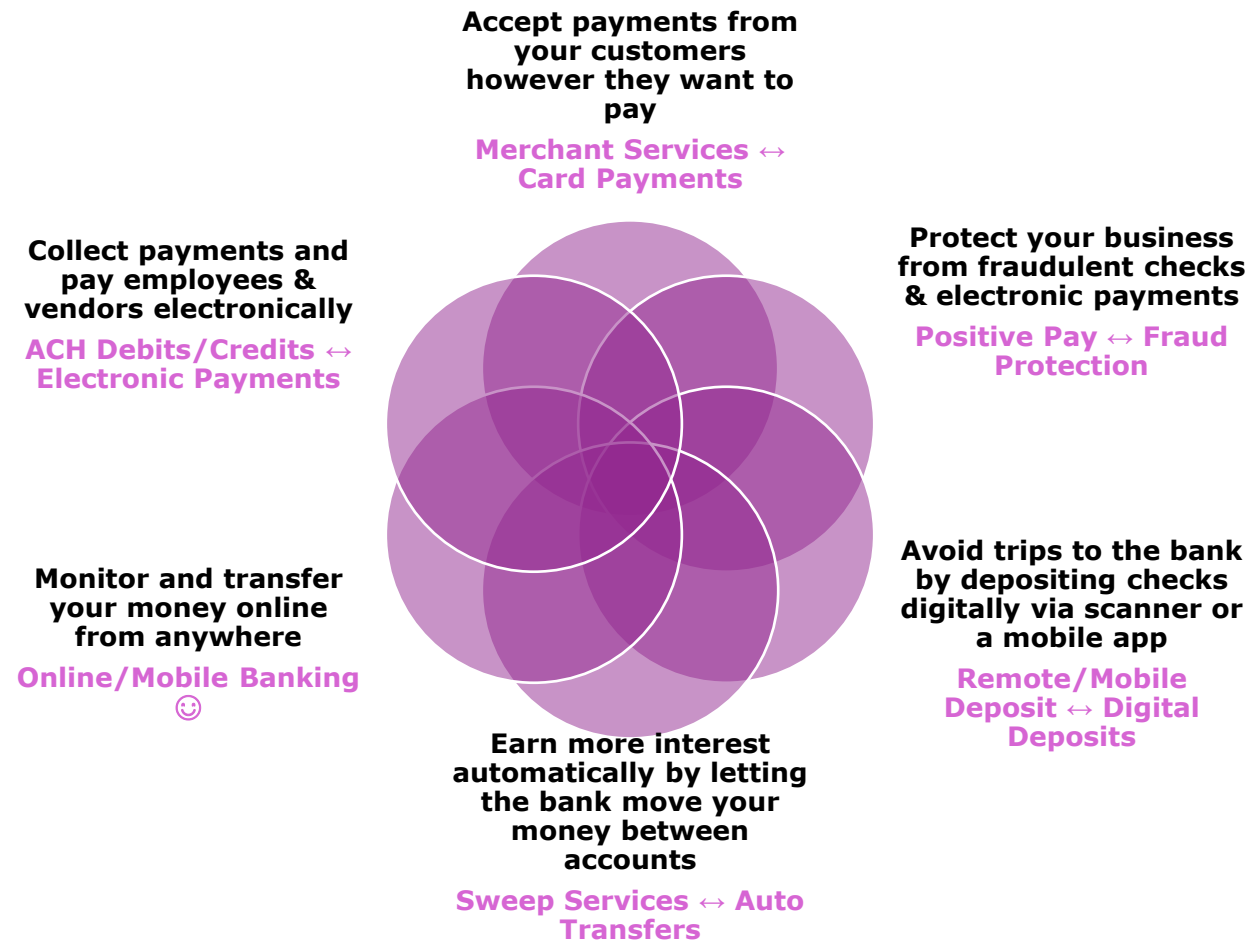 Accept payments from
your customers
however they want to
pay
Merchant Services ↔
Card Payments
Protect your business
from fraudulent checks
& electronic payments
Positive Pay ↔ Fraud
Protection
Avoid trips to the bank
by depositing checks
digitally via scanner or
a mobile app
Remote/Mobile
Deposit ↔ Digital
Deposits
Earn more interest
automatically by letting
the bank move your
money between
accounts
Sweep Services ↔ Auto
Transfers
Monitor and transfer
your money online
from anywhere
Online/Mobile Banking
☺
Collect payments and
pay employees &
vendors electronically
ACH Debits/Credits ↔
Electronic Payments